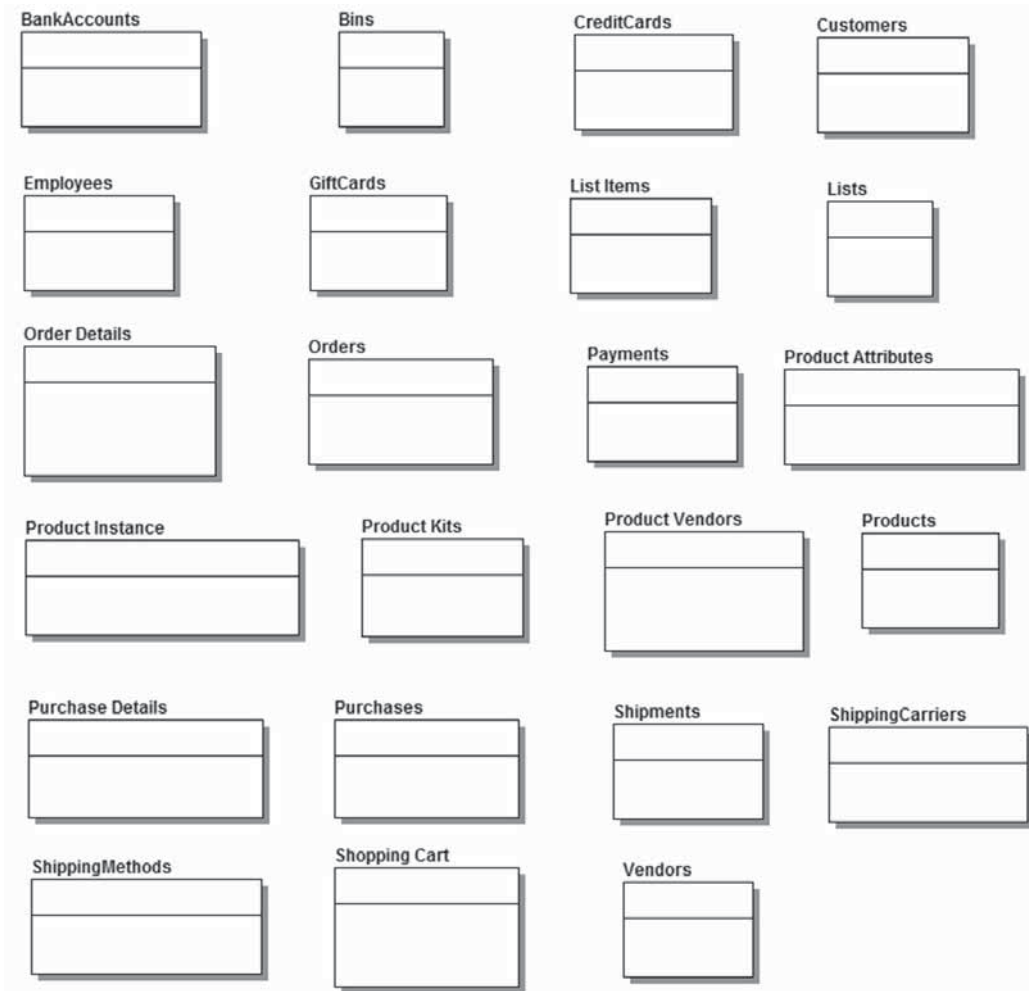 BankAccounts
Bins
CreditCards
Customers
Employees
GiftCards
List Items
Lists
Order Details
Orders
Payments
Product Attributes
Product Instance
Product Kits
Product Vendors
Products
Purchase Details
Purchases
Shipments
ShippingCarriers
ShippingMethods
Shopping Cart
Vendors